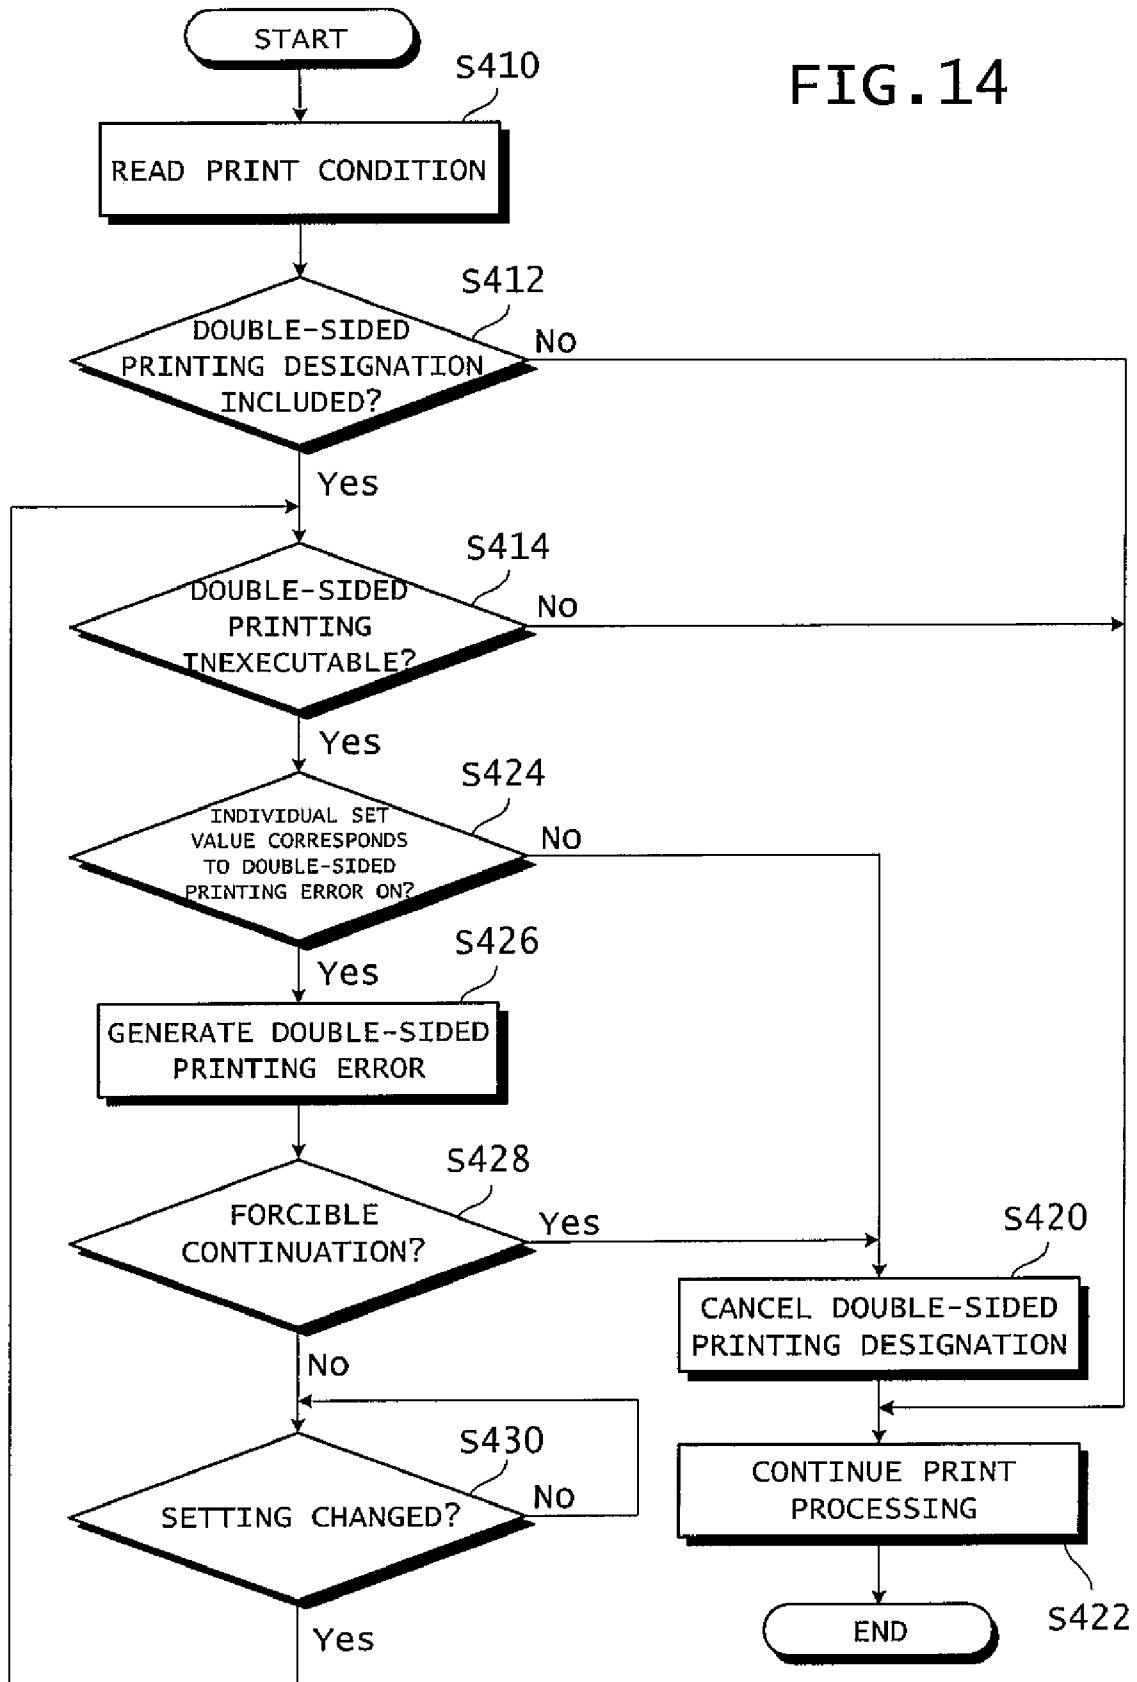 START
FIG.14
S410
READ PRINT CONDITION
S412
DOUBLE-SIDED
PRINTING DESIGNATION
INCLUDED?
No
Yes
S414
DOUBLE-SIDED
PRINTING
INEXECUTABLE?
No
Yes
S424
INDIVIDUAL SET
VALUE CORRESPONDS
TO DOUBLE-SIDED
PRINTING ERROR ON?
No
Yes
S426
GENERATE DOUBLE-SIDED
PRINTING ERROR
S428
FORCIBLE
CONTINUATION?
Yes
No
S420
CANCEL DOUBLE-SIDED
PRINTING DESIGNATION
S430
SETTING CHANGED?
No
Yes
CONTINUE PRINT
PROCESSING
S422
END